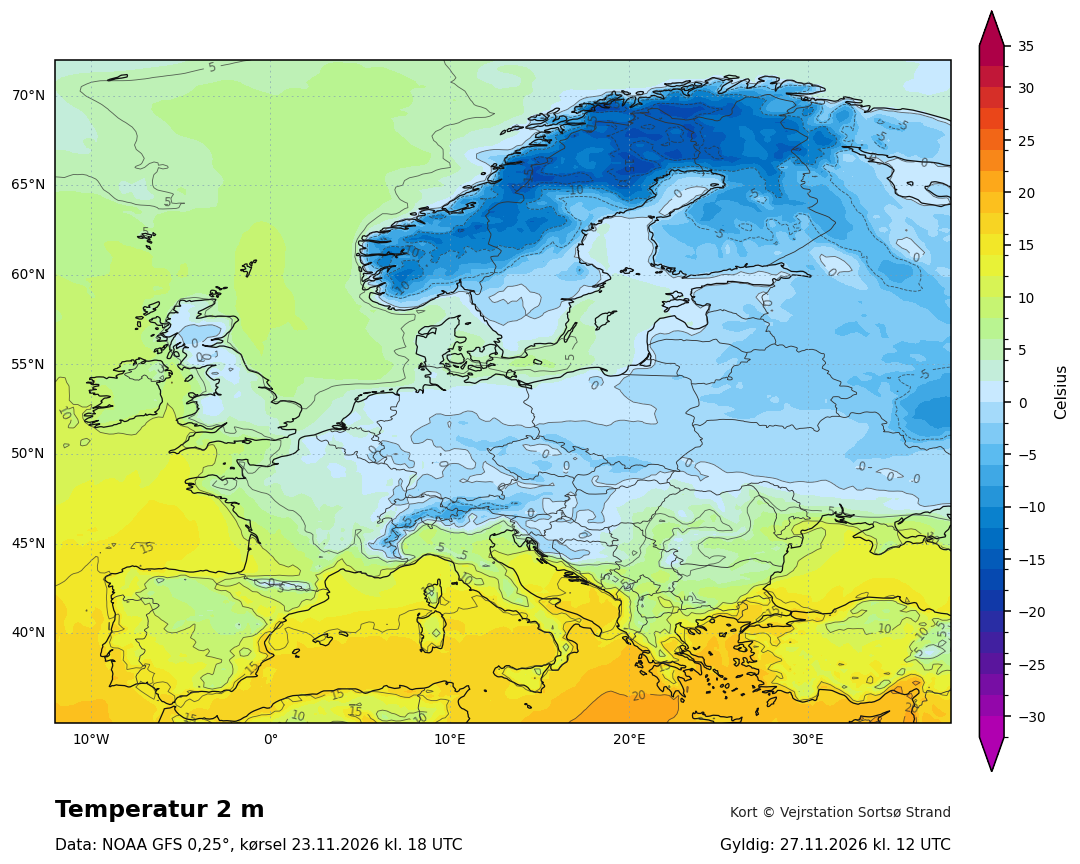 70°N
65°N
60°N
55°N
50°N
45°N
40°N
10°W
0°
10°E
20°E
30°E
35
30
25
20
15
10
5
0
−5
−10
−15
−20
−25
−30
Celsius
Temperatur 2 m
Kort © Vejrstation Sortsø Strand
Data: NOAA GFS 0,25°, kørsel 23.11.2026 kl. 18 UTC
Gyldig: 27.11.2026 kl. 12 UTC